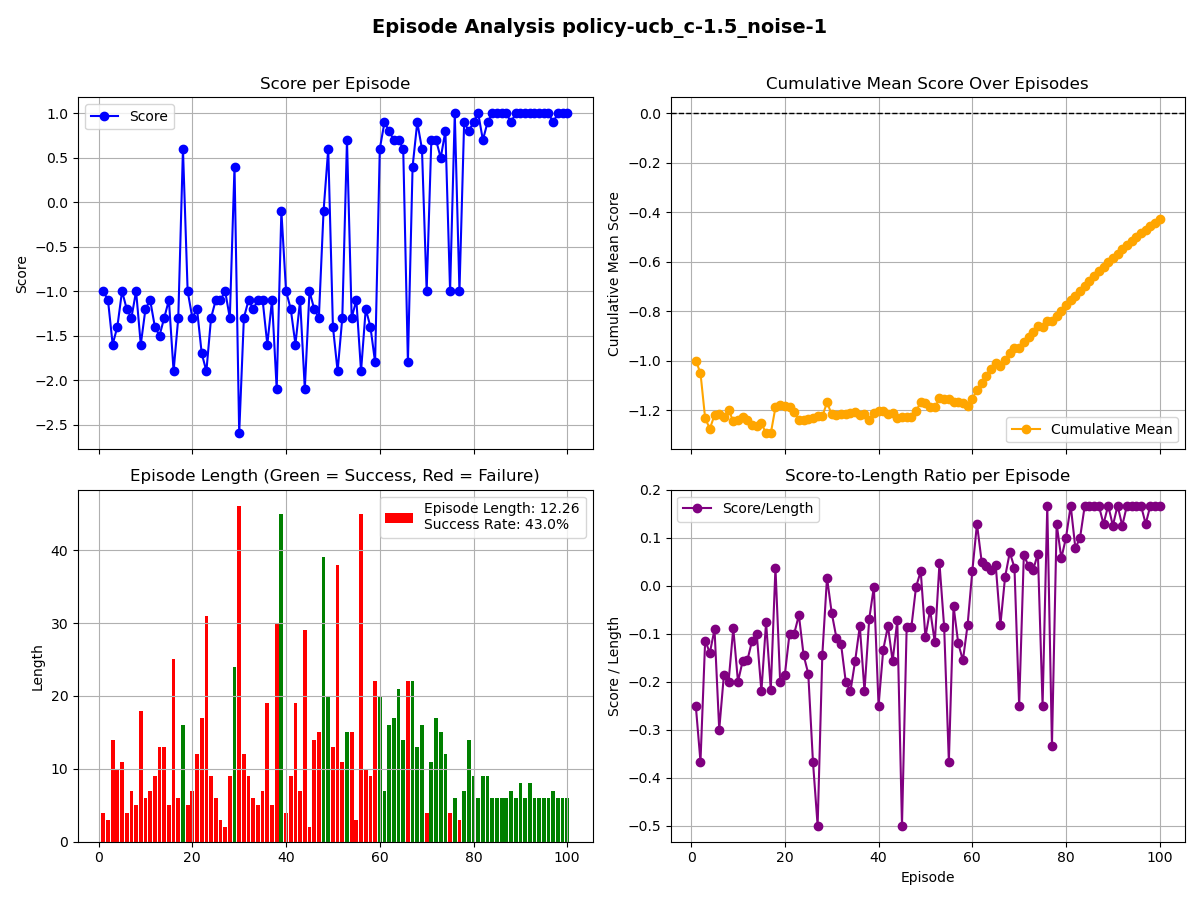 Episode Analysis policy-ucb_c-1.5_noise-1
Score per Episode
Score
1.0
0.5
0.0
−0.5
−1.0
−1.5
−2.0
−2.5
Score
Cumulative Mean Score Over Episodes
0.0
−0.2
−0.4
−0.6
−0.8
−1.0
−1.2
Cumulative Mean Score
Cumulative Mean
Episode Length (Green = Success, Red = Failure)
Episode Length: 12.26
Success Rate: 43.0%
40
30
20
10
0
Length
0 20 40 60 80 100
Score-to-Length Ratio per Episode
Score/Length
0.2
0.1
0.0
−0.1
−0.2
−0.3
−0.4
−0.5
Score / Length
0 20 40 60 80 100
Episode